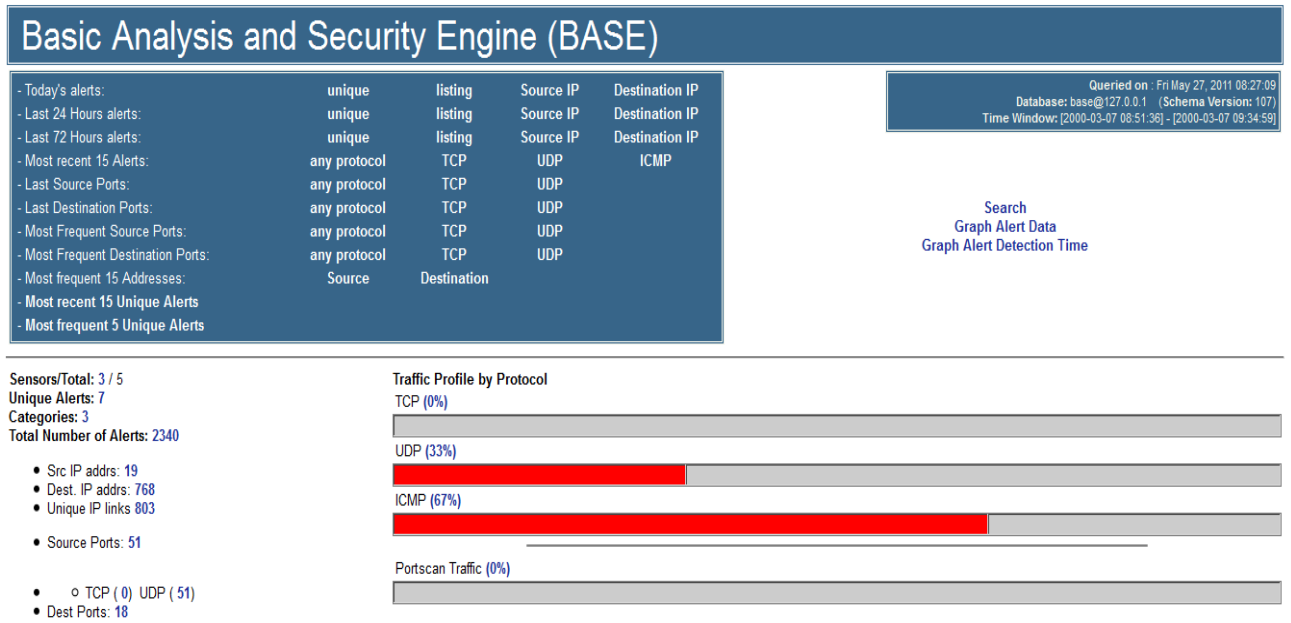 Basic Analysis and Security Engine (BASE)
- Today's alerts: unique listing Source IP Destination IP
- Last 24 Hours alerts: unique listing Source IP Destination IP
- Last 72 Hours alerts: unique listing Source IP Destination IP
- Most recent 15 Alerts: any protocol TCP UDP ICMP
- Last Source Ports: any protocol TCP UDP
- Last Destination Ports: any protocol TCP UDP
- Most Frequent Source Ports: any protocol TCP UDP
- Most Frequent Destination Ports: any protocol TCP UDP
- Most frequent 15 Addresses: Source Destination
- Most recent 15 Unique Alerts
- Most frequent 5 Unique Alerts
Queried on : Fri May 27, 2011 08:27:09
Database: base@127.0.0.1 (Schema Version: 107)
Time Window: [2000-03-07 08:51:36] - [2000-03-07 09:34:59]
Search
Graph Alert Data
Graph Alert Detection Time
Sensors/Total: 3 / 5
Unique Alerts: 7
Categories: 3
Total Number of Alerts: 2340
• Src IP addrs: 19
• Dest. IP addrs: 768
• Unique IP links 803
• Source Ports: 51
• ○ TCP ( 0) UDP ( 51)
• Dest Ports: 18
Traffic Profile by Protocol
TCP (0%)
UDP (33%)
ICMP (67%)
Portscan Traffic (0%)